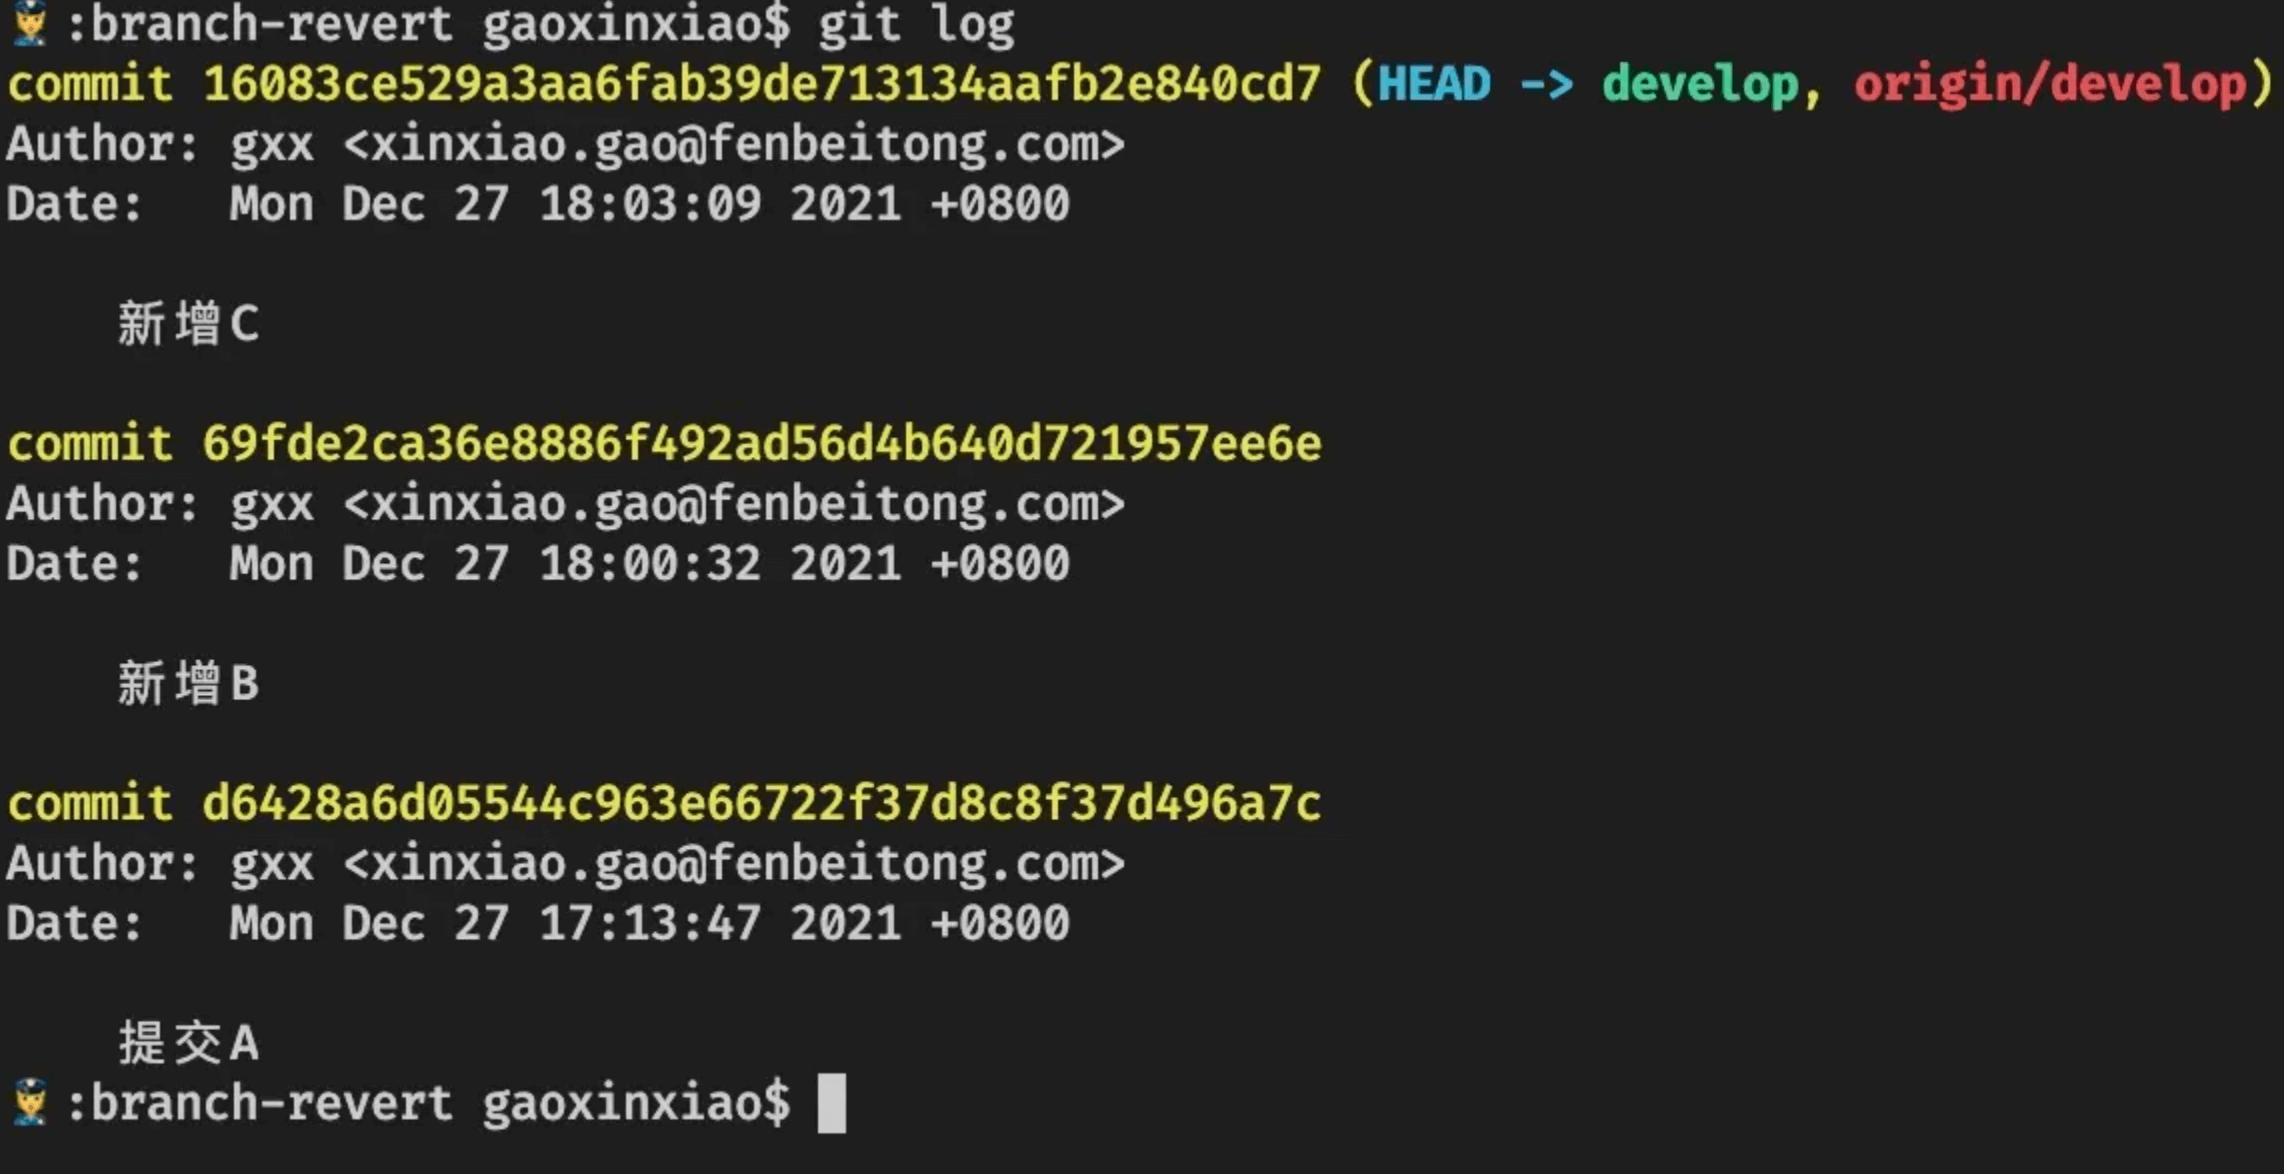 :branch-revert gaoxinxiao$ git log
commit 16083ce529a3aa6fab39de713134aafb2e840cd7 (HEAD -> develop, origin/develop)
Author: gxx <xinxiao.gao@fenbeitong.com>
Date:   Mon Dec 27 18:03:09 2021 +0800
新增C
commit 69fde2ca36e8886f492ad56d4b640d721957ee6e
Author: gxx <xinxiao.gao@fenbeitong.com>
Date:   Mon Dec 27 18:00:32 2021 +0800
新增B
commit d6428a6d05544c963e66722f37d8c8f37d496a7c
Author: gxx <xinxiao.gao@fenbeitong.com>
Date:   Mon Dec 27 17:13:47 2021 +0800
提交A
:branch-revert gaoxinxiao$